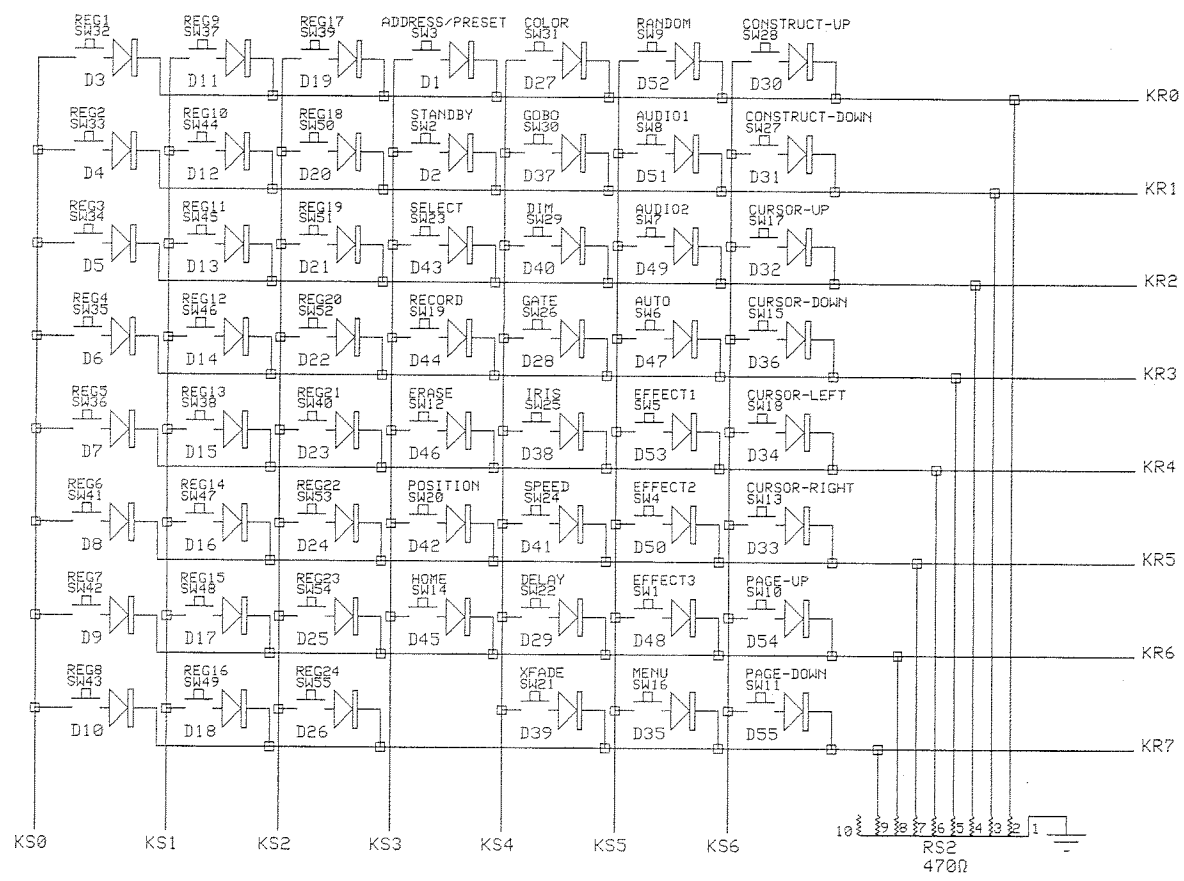 REG1 REG9 REG17 ADDRESS/PRESET COLOR RANDOM CONSTRUCT-UP
SW32 SW37 SW39 SW3 SW31 SW9 SW28
D3 D11 D19 D1 D27 D52 D30
KR0
REG2 REG10 REG18 STANDBY GOBO AUDIO1 CONSTRUCT-DOWN
SW33 SW44 SW50 SW2 SW30 SW8 SW27
D4 D12 D20 D2 D37 D51 D31
KR1
REG3 REG11 REG19 SELECT DIM AUDIO2 CURSOR-UP
SW34 SW45 SW51 SW23 SW29 SW7 SW17
D5 D13 D21 D43 D40 D49 D32
KR2
REG4 REG12 REG20 RECORD GATE AUTO CURSOR-DOWN
SW35 SW46 SW52 SW19 SW26 SW6 SW15
D6 D14 D22 D44 D28 D47 D36
KR3
REG5 REG13 REG21 ERASE IRIS EFFECT1 CURSOR-LEFT
SW36 SW38 SW40 SW12 SW25 SW5 SW18
D7 D15 D23 D46 D38 D53 D34
KR4
REG6 REG14 REG22 POSITION SPEED EFFECT2 CURSOR-RIGHT
SW41 SW47 SW53 SW20 SW24 SW4 SW13
D8 D16 D24 D42 D41 D50 D33
KR5
REG7 REG15 REG23 HOME DELAY EFFECT3 PAGE-UP
SW42 SW48 SW54 SW14 SW22 SW1 SW10
D9 D17 D25 D45 D29 D48 D54
KR6
REG8 REG16 REG24 XFADE MENU PAGE-DOWN
SW43 SW49 SW55 SW21 SW16 SW11
D10 D18 D26 D39 D35 D55
KR7
10 9 8 7 6 5 4 3 2 1
KS0 KS1 KS2 KS3 KS4 KS5 KS6 RS2
470Ω